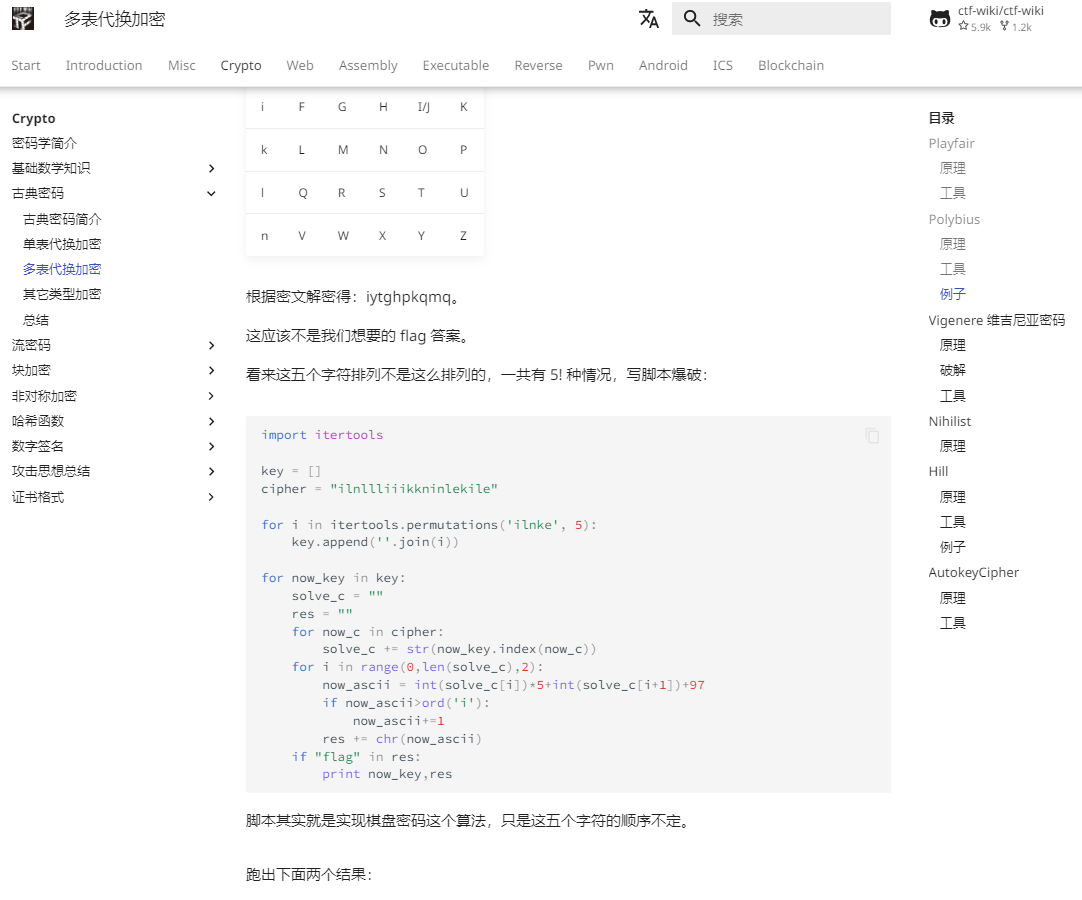 多表代换加密
搜索
ctf-wiki/ctf-wiki
5.9k 1.2k
Start Introduction Misc Crypto Web Assembly Executable Reverse Pwn Android ICS Blockchain
Crypto
密码学简介
基础数学知识
古典密码
古典密码简介
单表代换加密
多表代换加密
其它类型加密
总结
流密码
块加密
非对称加密
哈希函数
数字签名
攻击思想总结
证书格式
i F G H I/J K
k L M N O P
l Q R S T U
n V W X Y Z
根据密文解密得：iytghpkqmq。
这应该不是我们想要的 flag 答案。
看来这五个字符排列不是这么排列的，一共有 5! 种情况，写脚本爆破：
import itertools
key = []
cipher = "ilnllliiikkninlekile"
for i in itertools.permutations('ilnke', 5):
    key.append(''.join(i))
for now_key in key:
    solve_c = ""
    res = ""
    for now_c in cipher:
        solve_c += str(now_key.index(now_c))
    for i in range(0,len(solve_c),2):
        now_ascii = int(solve_c[i])*5+int(solve_c[i+1])+97
        if now_ascii>ord('i'):
            now_ascii+=1
        res += chr(now_ascii)
    if "flag" in res:
        print now_key,res
脚本其实就是实现棋盘密码这个算法，只是这五个字符的顺序不定。
跑出下面两个结果：
目录
Playfair
原理
工具
Polybius
原理
工具
例子
Vigenere 维吉尼亚密码
原理
破解
工具
Nihilist
原理
Hill
原理
工具
例子
AutokeyCipher
原理
工具